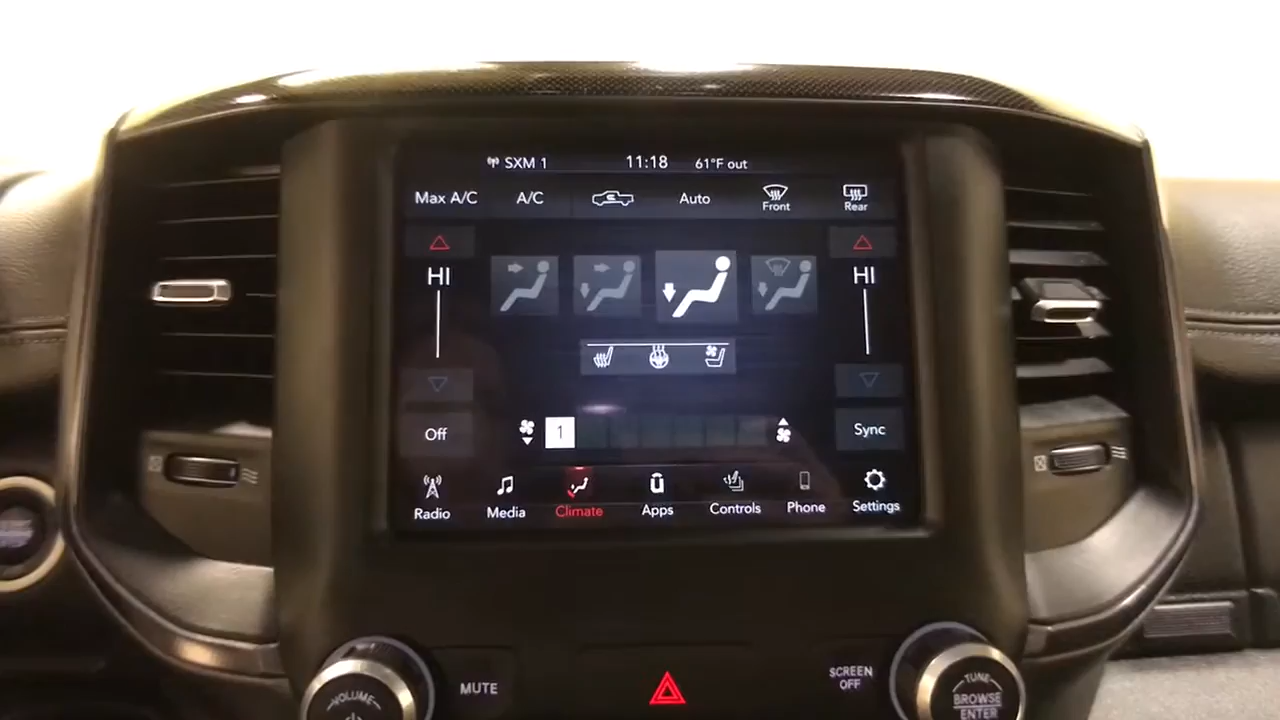 SXM 1 11:18 61°F out
Max A/C A/C Auto Front Rear
HI HI
Off 1 Sync
Radio Media Climate Apps Controls Phone Settings
VOLUME MUTE SCREEN OFF TUNE
BROWSE
ENTER